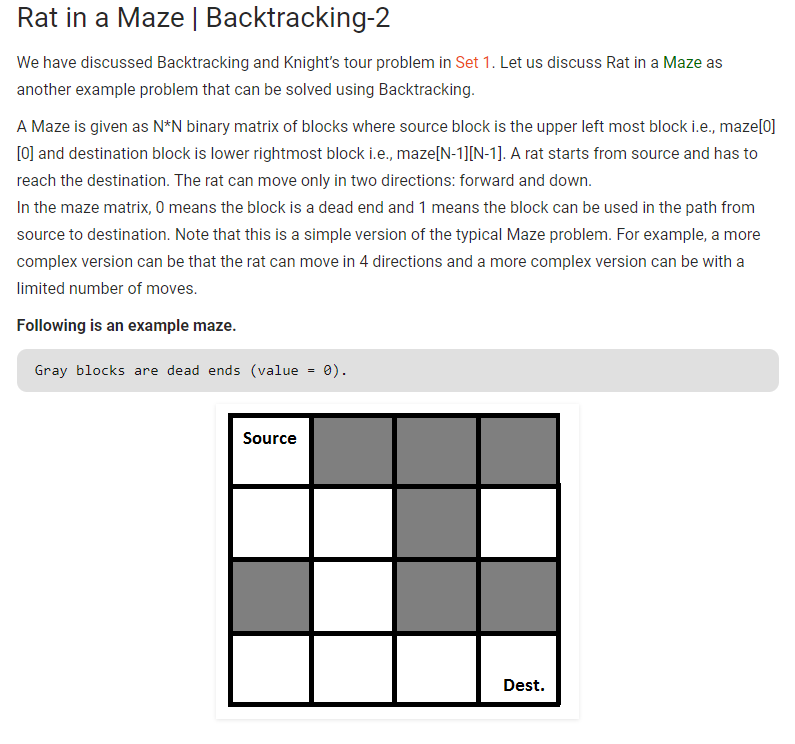 Rat in a Maze | Backtracking-2
We have discussed Backtracking and Knight’s tour problem in Set 1. Let us discuss Rat in a Maze as
another example problem that can be solved using Backtracking.
A Maze is given as N*N binary matrix of blocks where source block is the upper left most block i.e., maze[0]
[0] and destination block is lower rightmost block i.e., maze[N-1][N-1]. A rat starts from source and has to
reach the destination. The rat can move only in two directions: forward and down.
In the maze matrix, 0 means the block is a dead end and 1 means the block can be used in the path from
source to destination. Note that this is a simple version of the typical Maze problem. For example, a more
complex version can be that the rat can move in 4 directions and a more complex version can be with a
limited number of moves.
Following is an example maze.
Gray blocks are dead ends (value = 0).
Source
Dest.